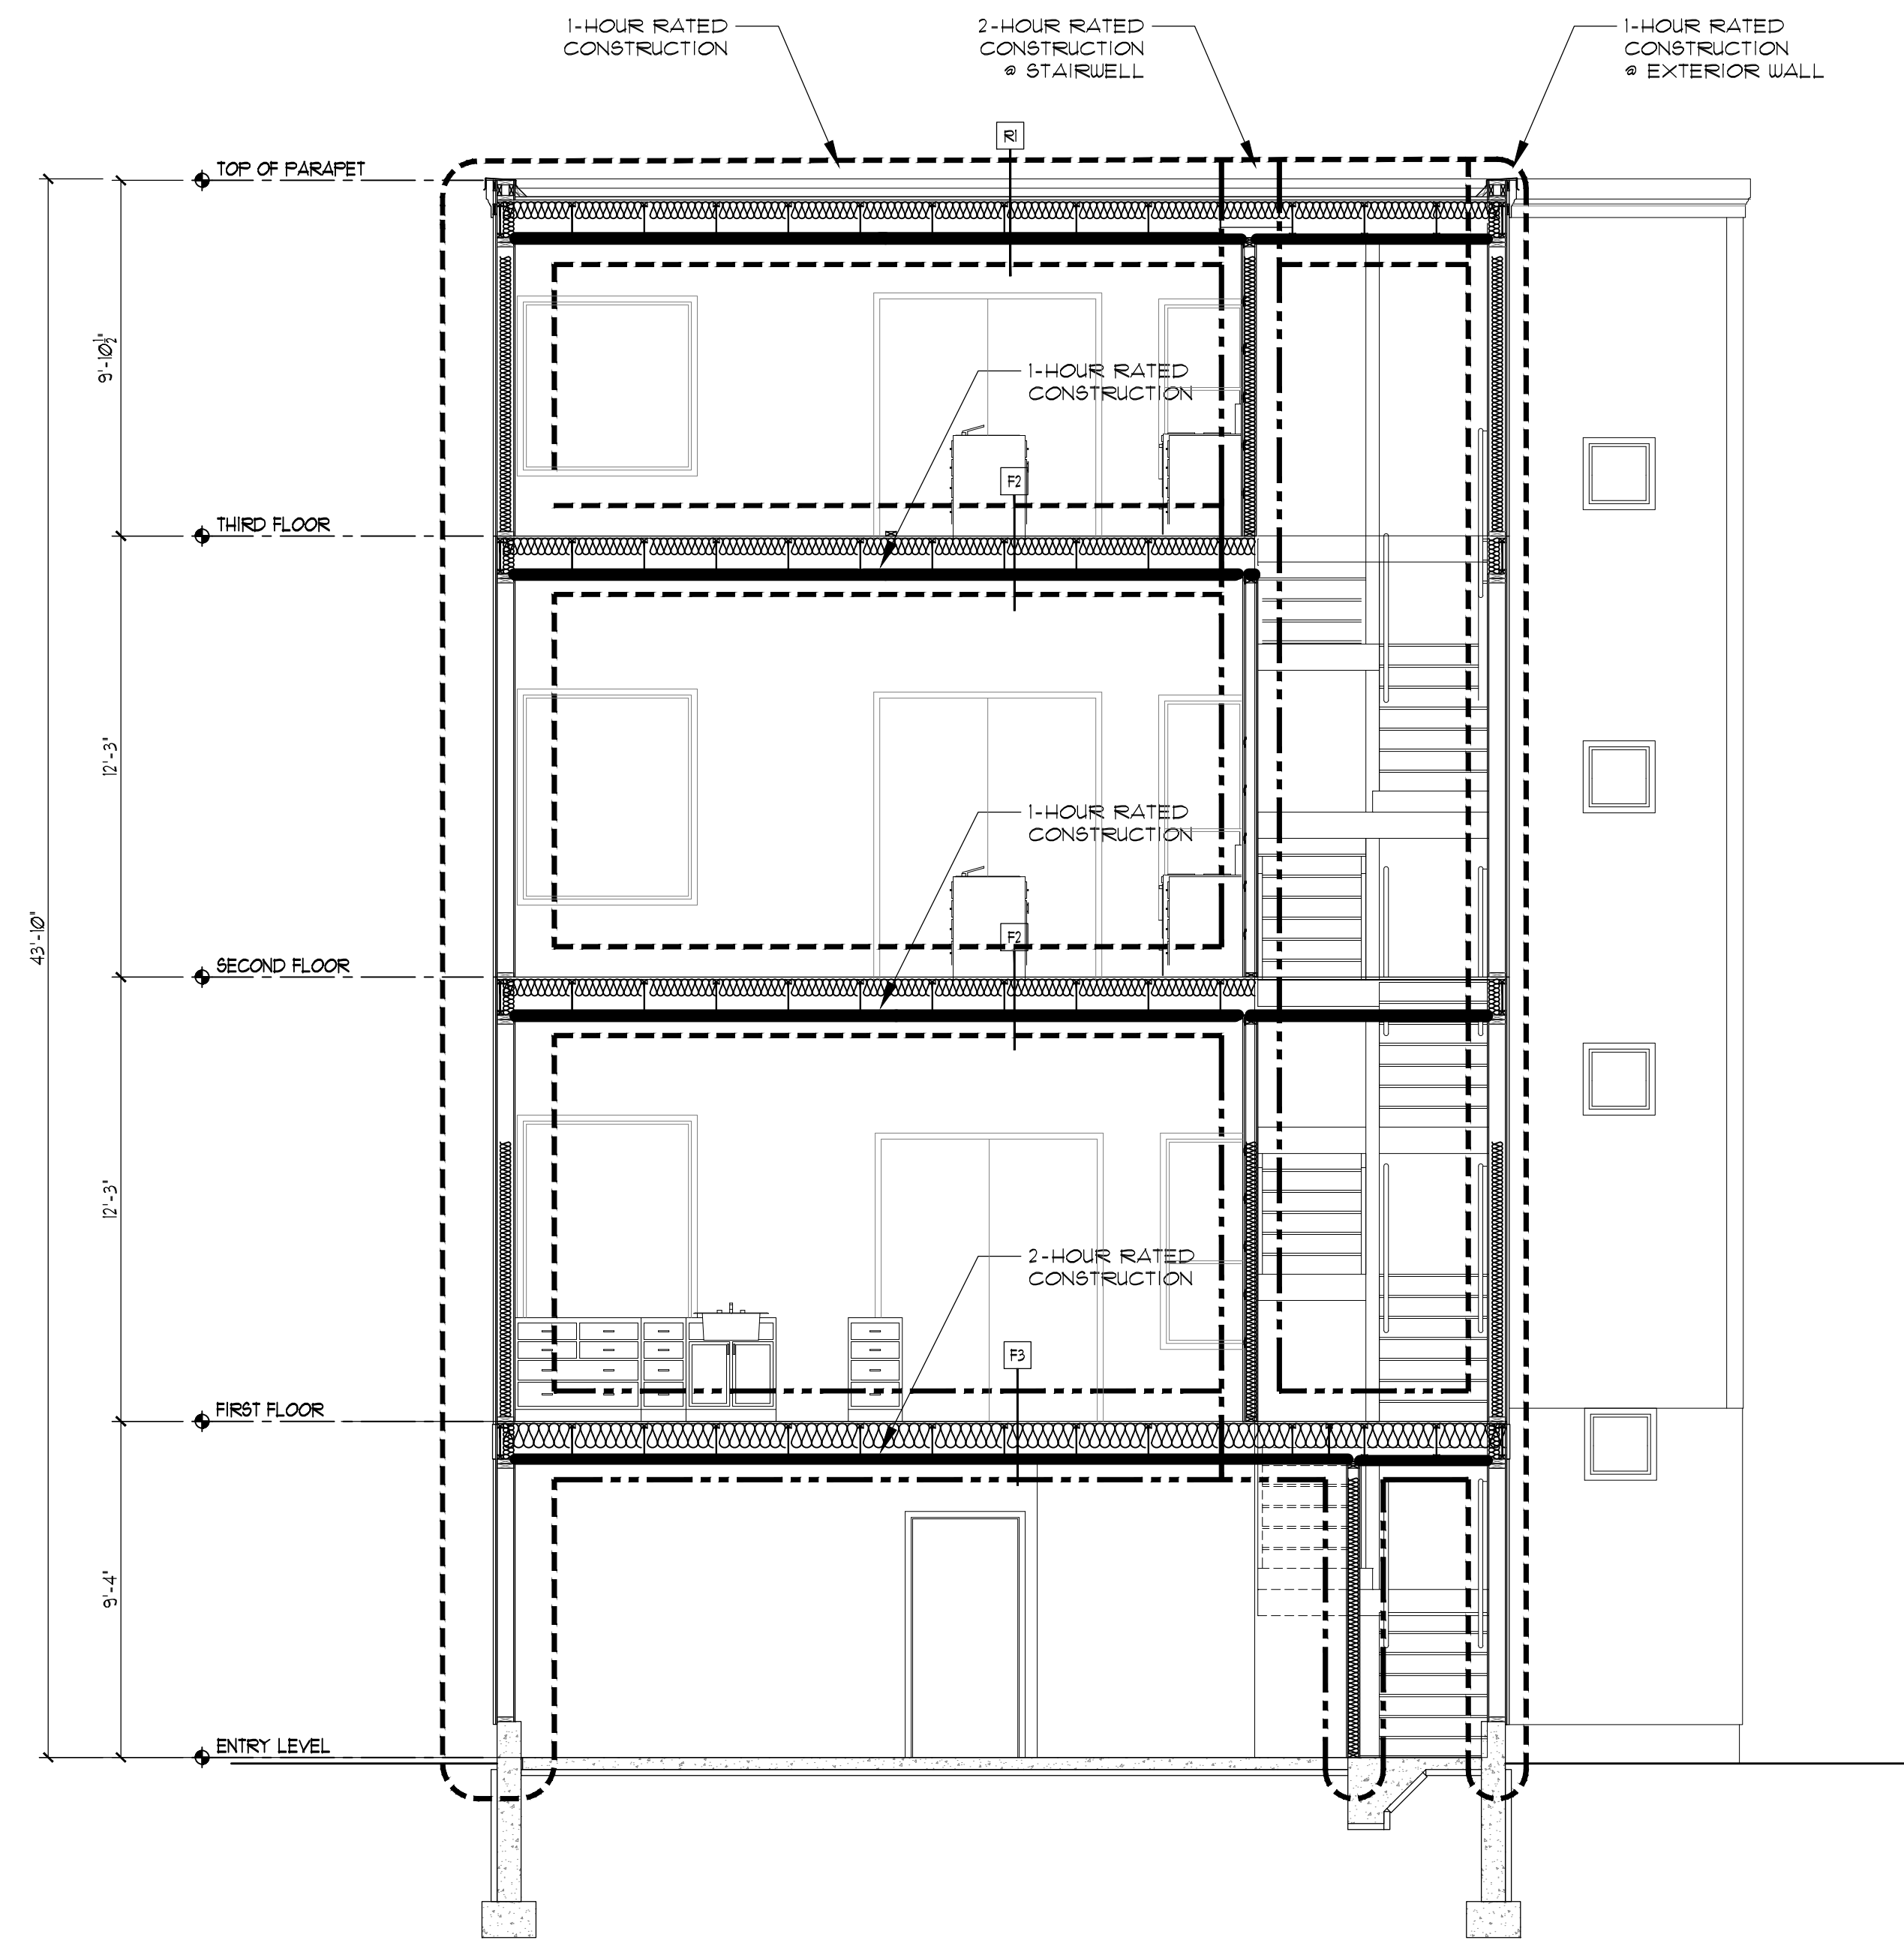 1-HOUR RATED
CONSTRUCTION
2-HOUR RATED
CONSTRUCTION
@ STAIRWELL
1-HOUR RATED
CONSTRUCTION
@ EXTERIOR WALL
R1
TOP OF PARAPET
9'-10½"
1-HOUR RATED
CONSTRUCTION
F2
THIRD FLOOR
12'-3"
1-HOUR RATED
CONSTRUCTION
43'-10"
F2
SECOND FLOOR
12'-3"
2-HOUR RATED
CONSTRUCTION
F3
FIRST FLOOR
9'-4"
ENTRY LEVEL